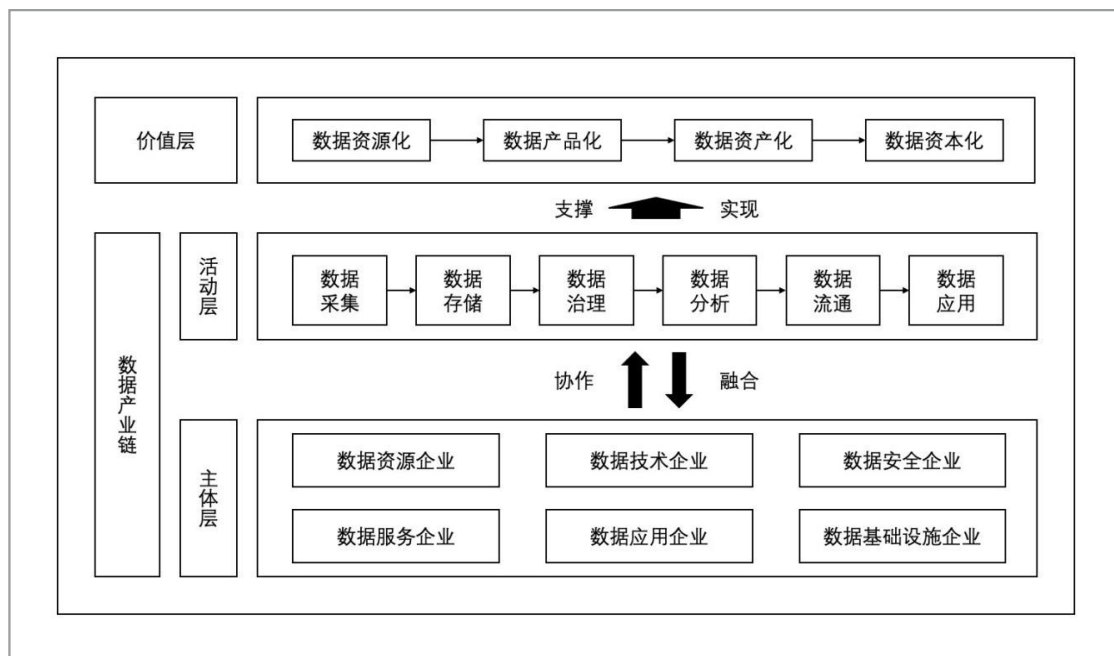 价值层
数据资源化
数据产品化
数据资产化
数据资本化
支撑
实现
数据产业链
活动层
数据
采集
数据
存储
数据
治理
数据
分析
数据
流通
数据
应用
协作
融合
主体层
数据资源企业
数据技术企业
数据安全企业
数据服务企业
数据应用企业
数据基础设施企业